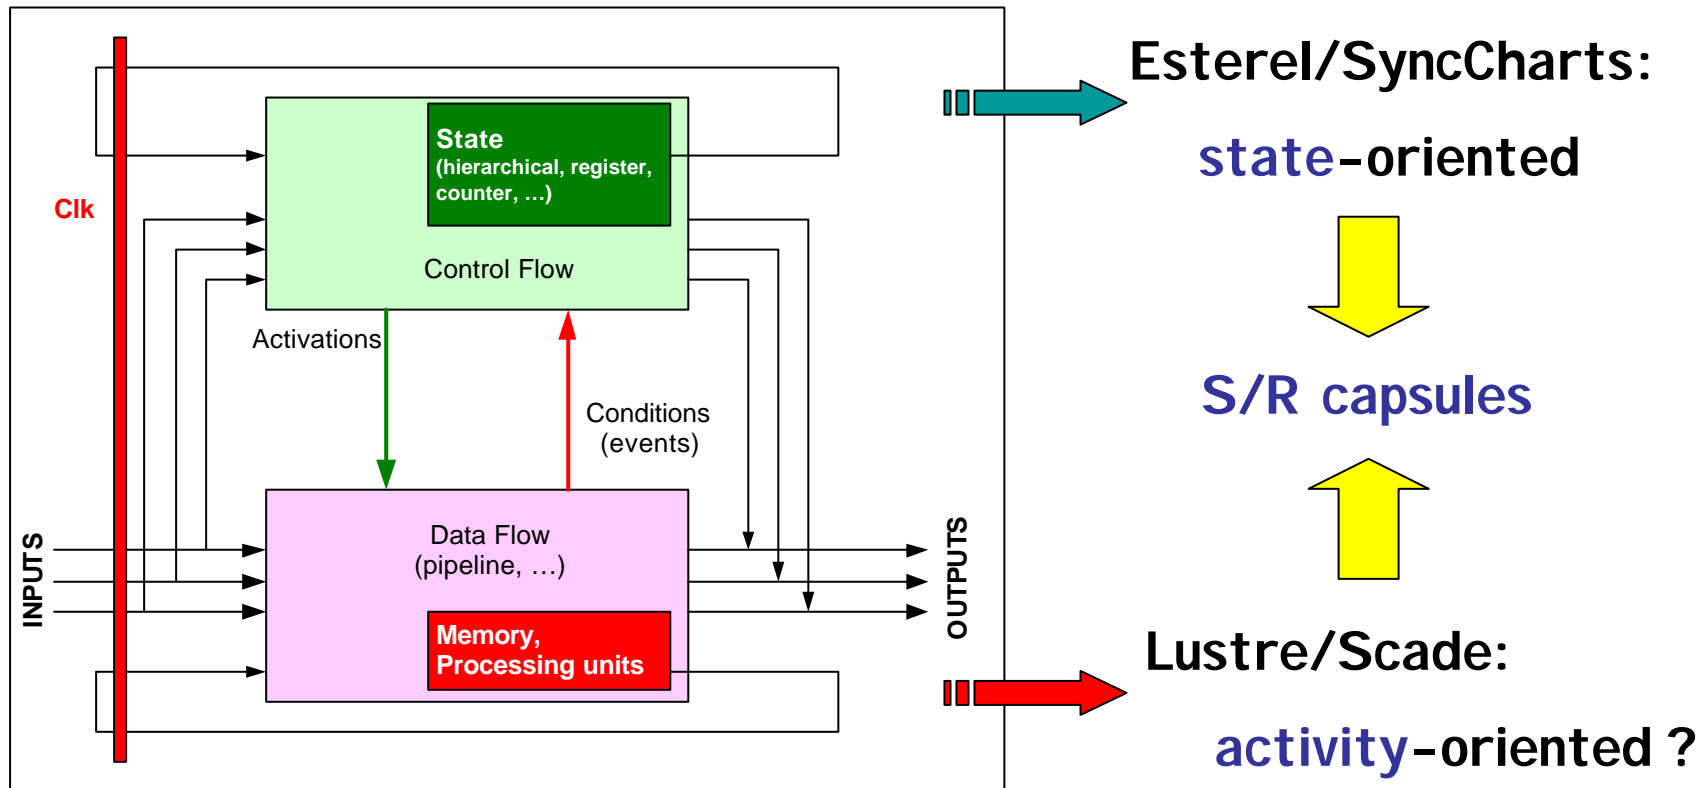 Clk
State
(hierarchical, register,
counter, …)
Control Flow
Activations
Conditions
(events)
Data Flow
(pipeline, …)
INPUTS
OUTPUTS
Memory,
Processing units
Esterel/SyncCharts:
state-oriented
S/R capsules
Lustre/Scade:
activity-oriented ?